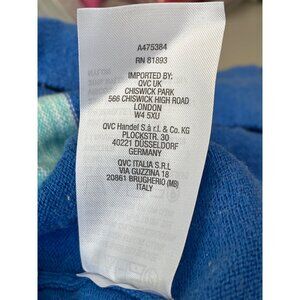 A475384
RN 81893
IMPORTED BY:
QVC UK
CHISWICK PARK
566 CHISWICK HIGH ROAD
LONDON
W4 5XU
QVC Handel S.à r.l. & Co. KG
PLOCKSTR. 30
40221 DÜSSELDORF
GERMANY
QVC ITALIA S.R.L
VIA GUZZINA 18
20861 BRUGHERIO (MB)
ITALY